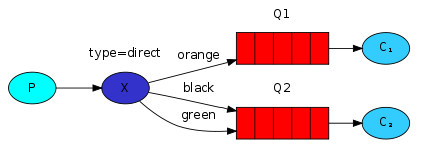 Q1
type=direct
orange
C₁
black
Q2
P
X
green
C₂